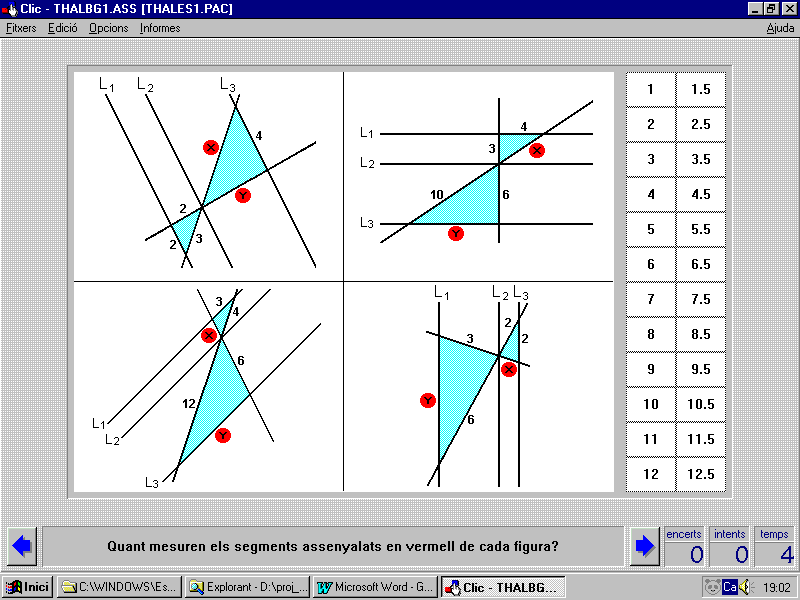 Clic - THALBG1.ASS [THALES1.PAC]
Fitxers Edició Opcions Informes Ajuda
L1 L2 L3
X 4
2 Y
2 3
L1 4
3 X
L2
10 6
L3
Y
3
4
X
6
12
L1
Y
L2
L3
L1 L2 L3
2
3 2
X
Y
6
1 1.5
2 2.5
3 3.5
4 4.5
5 5.5
6 6.5
7 7.5
8 8.5
9 9.5
10 10.5
11 11.5
12 12.5
Quant mesuren els segments assenyalats en vermell de cada figura?
encerts intents temps
0 0 4
Inici C:\WINDOWS\Es... Explorant - D:\proj_... Microsoft Word - G... Clic - THALBG... Ca 19:02